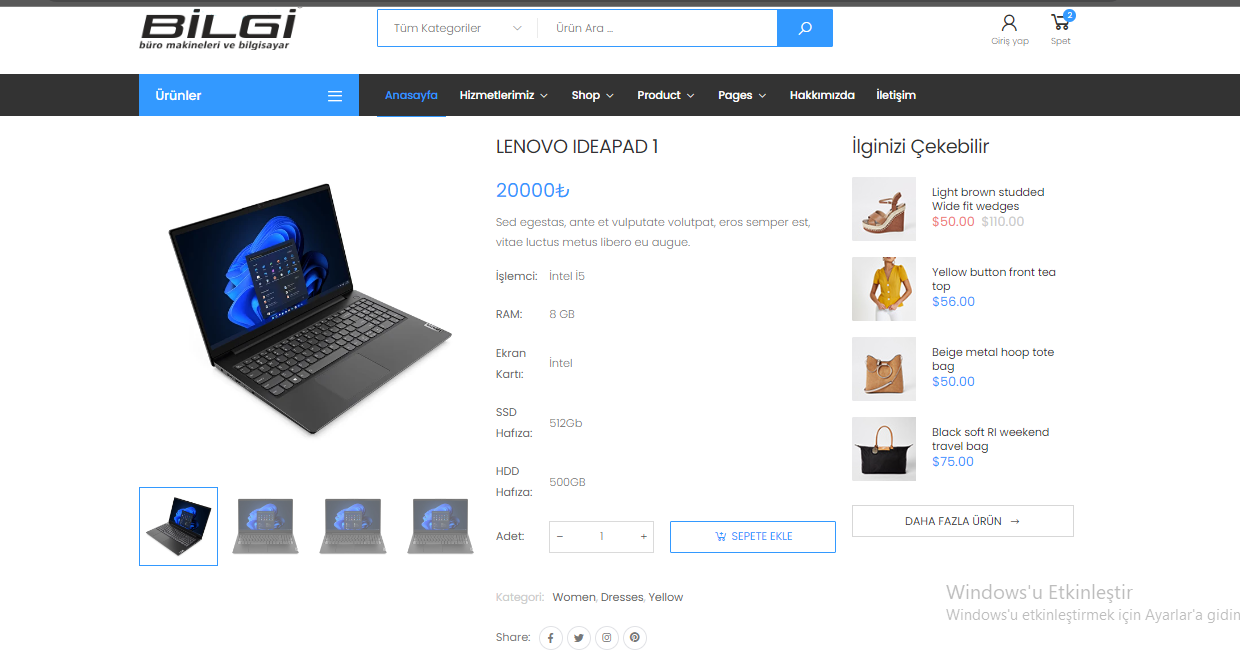 BİLGİ
büro makineleri ve bilgisayar
Tüm Kategoriler
Ürün Ara ...
Giriş yap
2
Spet
Ürünler
Anasayfa
Hizmetlerimiz
Shop
Product
Pages
Hakkımızda
İletişim
LENOVO IDEAPAD 1
20000₺
Sed egestas, ante et vulputate volutpat, eros semper est,
vitae luctus metus libero eu augue.
İşlemci: İntel İ5
RAM: 8 GB
Ekran
Kartı:
İntel
SSD
Hafıza:
512Gb
HDD
Hafıza:
500GB
Adet: − 1 + SEPETE EKLE
Kategori: Women, Dresses, Yellow
Share:
İlginizi Çekebilir
Light brown studded
Wide fit wedges
$50.00 $110.00
Yellow button front tea
top
$56.00
Beige metal hoop tote
bag
$50.00
Black soft RI weekend
travel bag
$75.00
DAHA FAZLA ÜRÜN →
Windows'u Etkinleştir
Windows'u etkinleştirmek için Ayarlar'a gidin